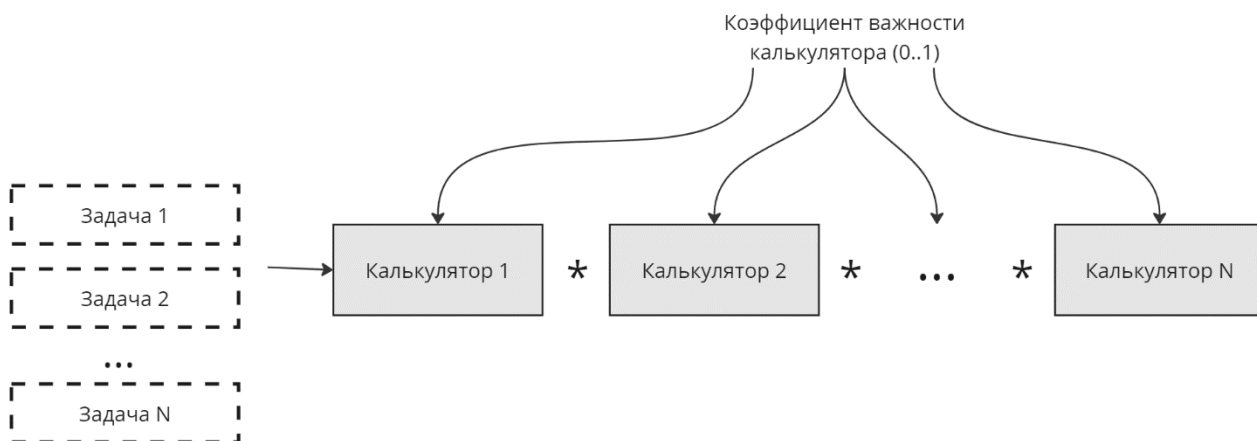 Коэффициент важности
калькулятора (0..1)
Задача 1
Задача 2
...
Задача N
Калькулятор 1 * Калькулятор 2 * ... * Калькулятор N